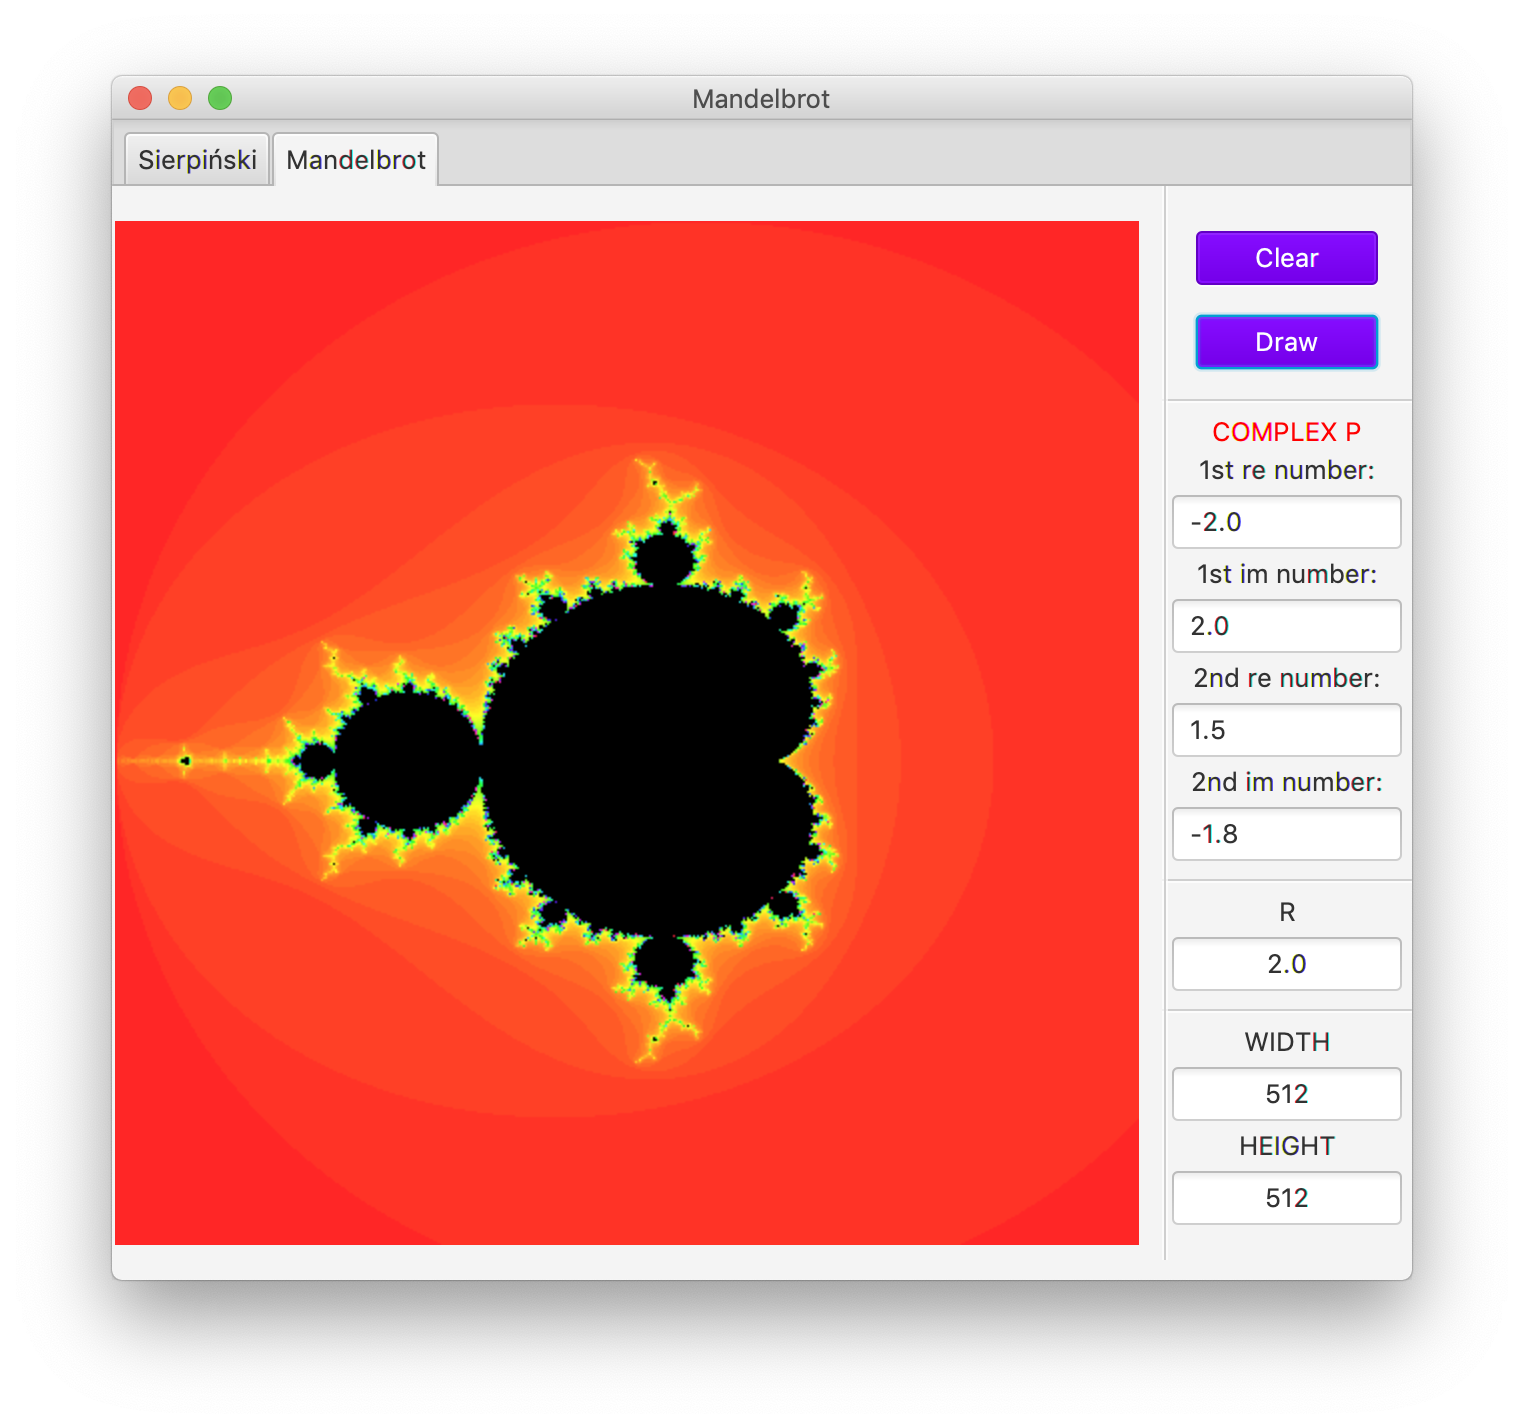 Mandelbrot
Sierpiński
Mandelbrot
Clear
Draw
COMPLEX P
1st re number:
-2.0
1st im number:
2.0
2nd re number:
1.5
2nd im number:
-1.8
R
2.0
WIDTH
512
HEIGHT
512